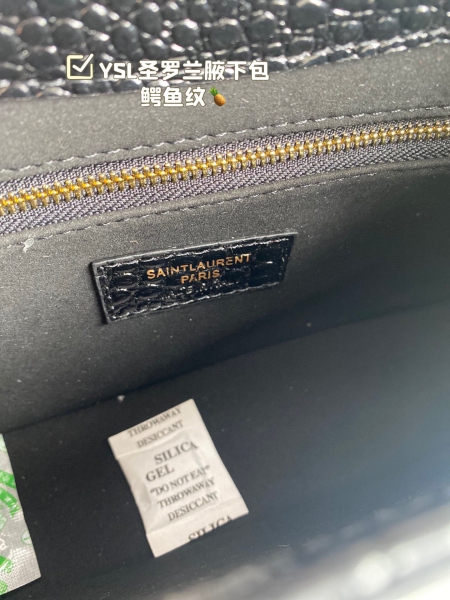 YSL圣罗兰腋下包
鳄鱼纹
SAINT LAURENT
PARIS
THROWAWAY
DESICCANT
SILICA
GEL
"DO NOT EAT"
THROWAWAY
DESICCANT
SILICA